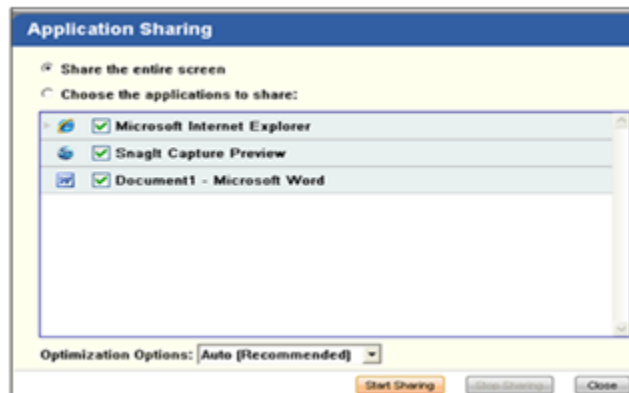 Application Sharing
Share the entire screen
Choose the applications to share:
Microsoft Internet Explorer
SnagIt Capture Preview
Document1 - Microsoft Word
Optimization Options: Auto (Recommended)
Start Sharing Stop Sharing Close